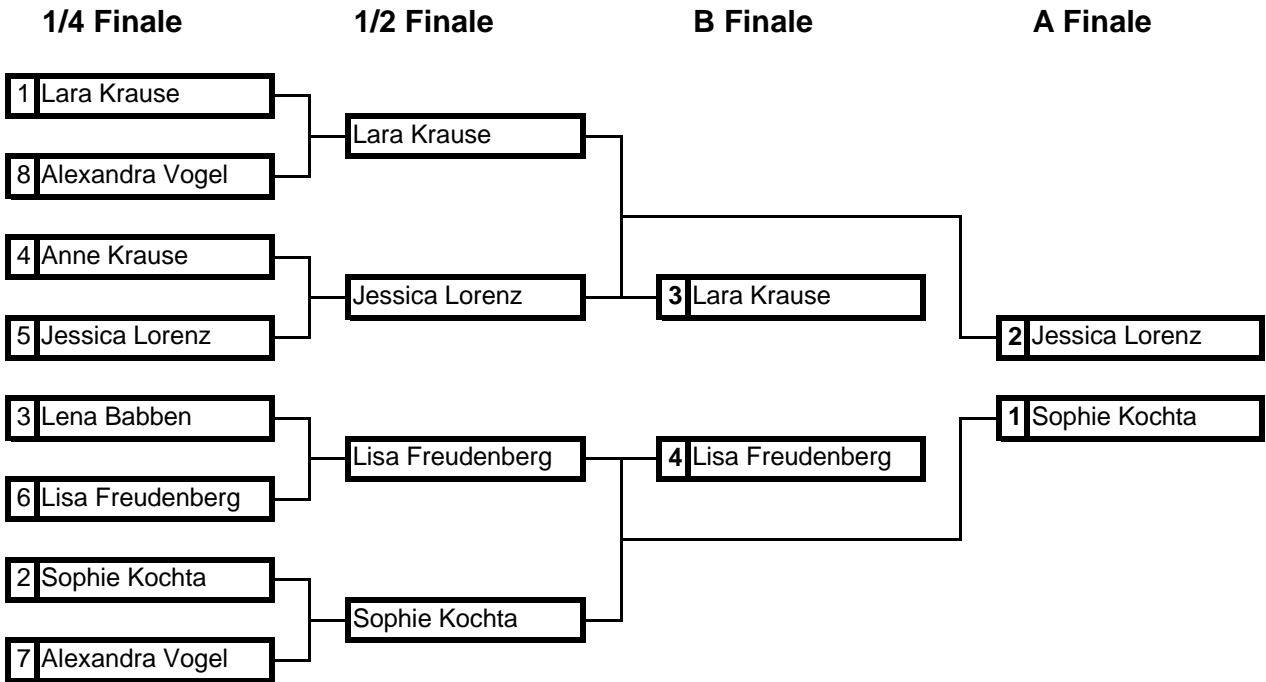 1/4 Finale 1/2 Finale B Finale A Finale
1 Lara Krause
Lara Krause
8 Alexandra Vogel
4 Anne Krause
Jessica Lorenz 3 Lara Krause
5 Jessica Lorenz 2 Jessica Lorenz
3 Lena Babben 1 Sophie Kochta
Lisa Freudenberg 4 Lisa Freudenberg
6 Lisa Freudenberg
2 Sophie Kochta
Sophie Kochta
7 Alexandra Vogel